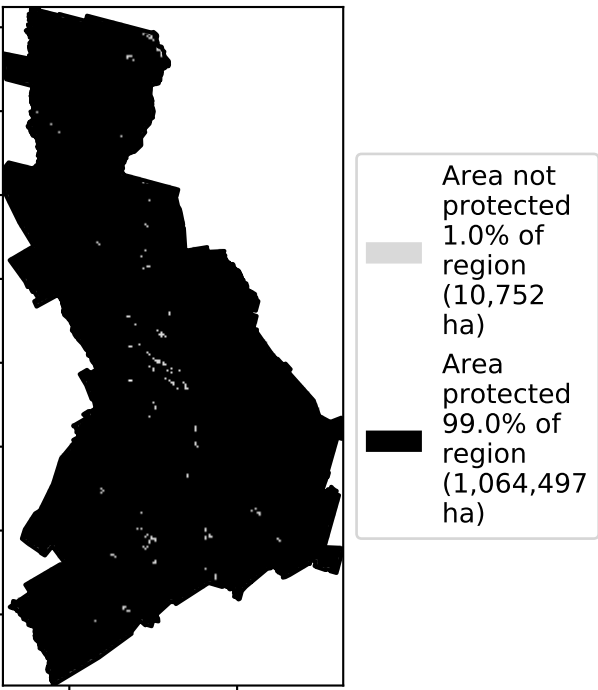 Area not
protected
1.0% of
region
(10,752
ha)
Area
protected
99.0% of
region
(1,064,497
ha)